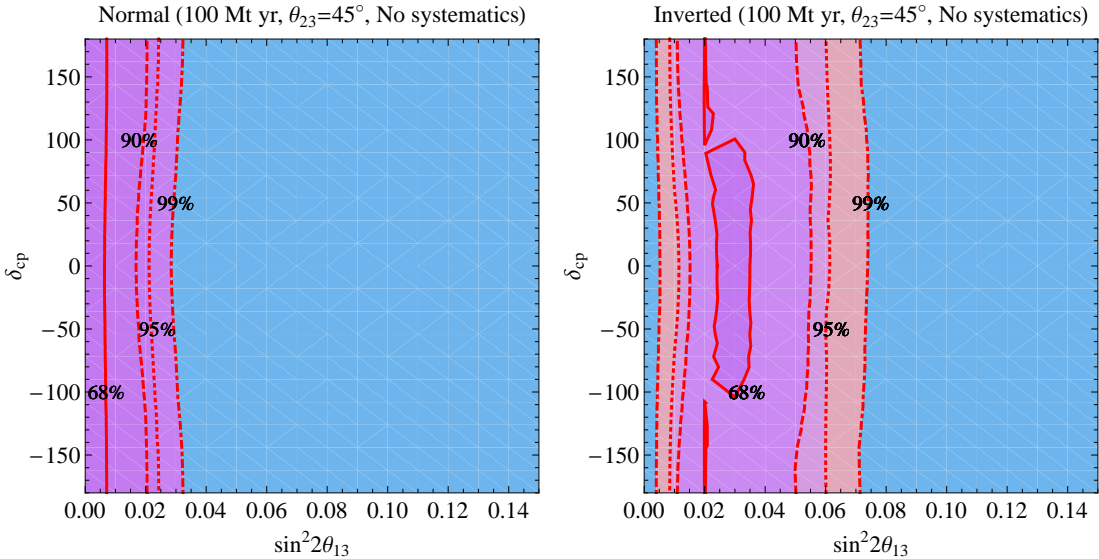 Normal (100 Mt yr, θ23=45°, No systematics)
150
100
50
0
−50
−100
−150
δcp
90%
99%
95%
68%
0.00 0.02 0.04 0.06 0.08 0.10 0.12 0.14
sin²2θ13
Inverted (100 Mt yr, θ23=45°, No systematics)
150
100
50
0
−50
−100
−150
δcp
90%
99%
95%
68%
0.00 0.02 0.04 0.06 0.08 0.10 0.12 0.14
sin²2θ13